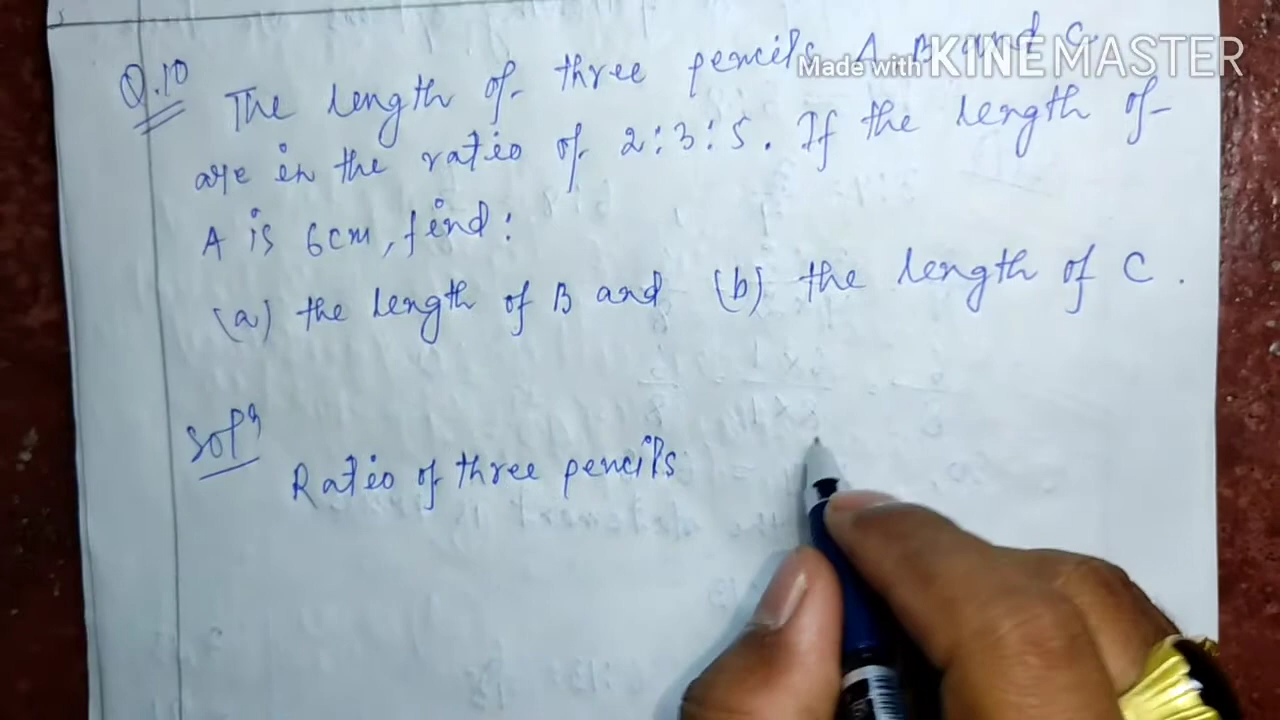 Made with KINEMASTER
Q.10 The length of three pencils A B and C
are in the ratio of 2:3:5. If the length of
A is 6cm, find:
(a) the length of B and (b) the length of C.
Solⁿ
Ratio of three pencils